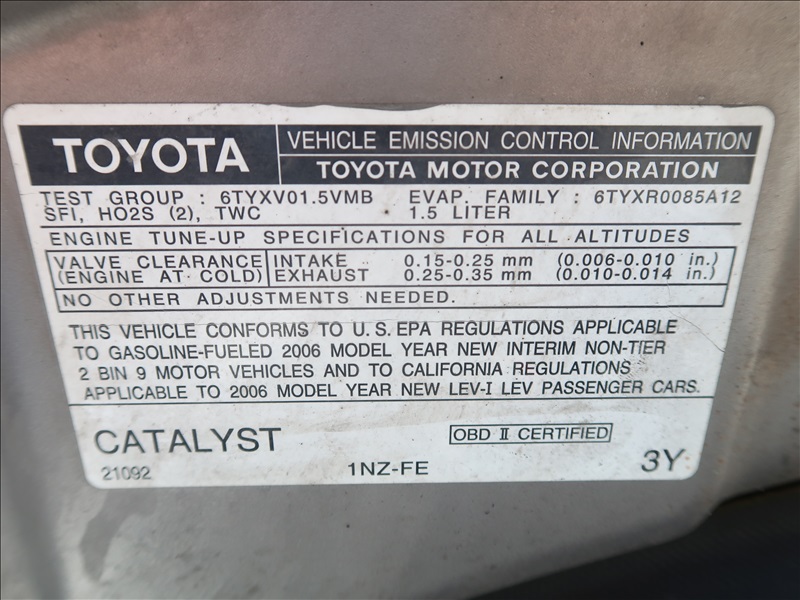 TOYOTA
VEHICLE EMISSION CONTROL INFORMATION
TOYOTA MOTOR CORPORATION
TEST GROUP : 6TYXV01.5VMB EVAP. FAMILY : 6TYXR0085A12
SFI, HO2S (2), TWC 1.5 LITER
ENGINE TUNE-UP SPECIFICATIONS FOR ALL ALTITUDES
VALVE CLEARANCE INTAKE 0.15-0.25 mm (0.006-0.010 in.)
(ENGINE AT COLD) EXHAUST 0.25-0.35 mm (0.010-0.014 in.)
NO OTHER ADJUSTMENTS NEEDED.
THIS VEHICLE CONFORMS TO U.S. EPA REGULATIONS APPLICABLE
TO GASOLINE-FUELED 2006 MODEL YEAR NEW INTERIM NON-TIER
2 BIN 9 MOTOR VEHICLES AND TO CALIFORNIA REGULATIONS
APPLICABLE TO 2006 MODEL YEAR NEW LEV-I LEV PASSENGER CARS.
CATALYST OBD II CERTIFIED
21092 1NZ-FE 3Y